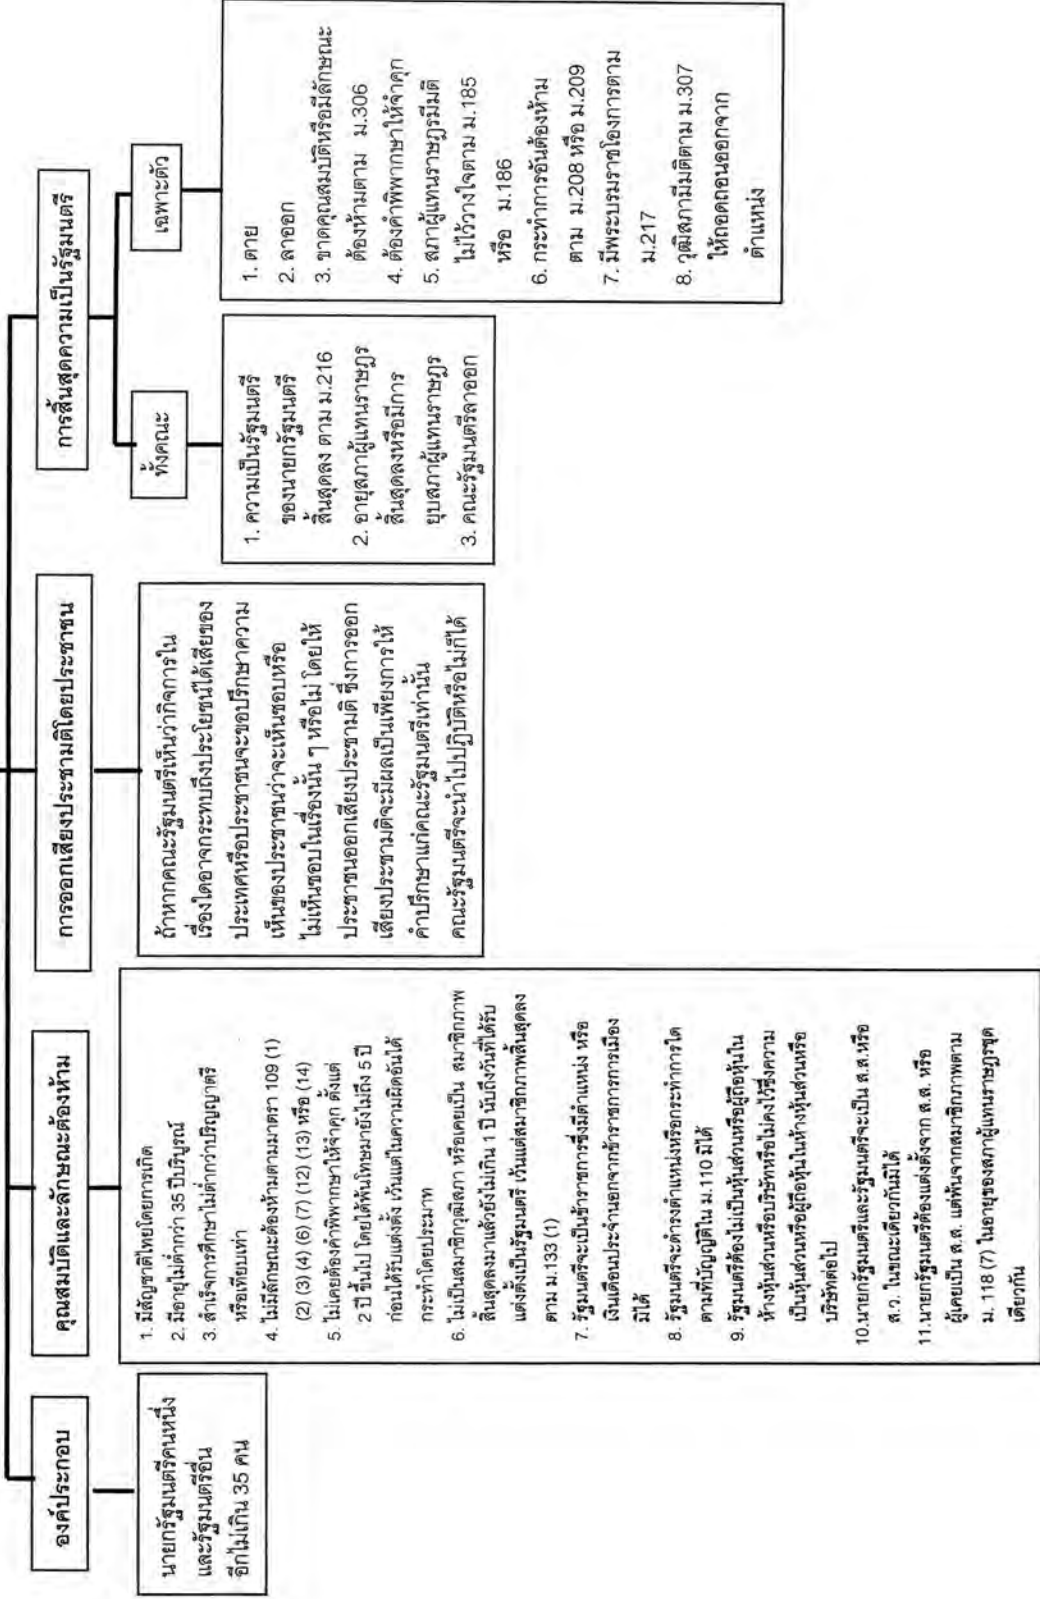 องค์ประกอบ
นายกรัฐมนตรีคนหนึ่ง
และรัฐมนตรีอื่น
อีกไม่เกิน 35 คน
คุณสมบัติและลักษณะต้องห้าม
1. มีสัญชาติไทยโดยการเกิด
2. มีอายุไม่ต่ำกว่า 35 ปีบริบูรณ์
3. สำเร็จการศึกษาไม่ต่ำกว่าปริญญาตรี
หรือเทียบเท่า
4. ไม่มีลักษณะต้องห้ามตามมาตรา 109 (1)
(2) (3) (4) (6) (7) (12) (13) หรือ (14)
5. ไม่เคยต้องคำพิพากษาให้จำคุก ตั้งแต่
2 ปี ขึ้นไป โดยได้พ้นโทษมายังไม่ถึง 5 ปี
ก่อนได้รับแต่งตั้ง เว้นแต่ในความผิดอันได้
กระทำโดยประมาท
6. ไม่เป็นสมาชิกวุฒิสภา หรือเคยเป็น สมาชิกภาพ
สิ้นสุดลงมาแล้วยังไม่เกิน 1 ปี นับถึงวันที่ได้รับ
แต่งตั้งเป็นรัฐมนตรี เว้นแต่สมาชิกภาพสิ้นสุดลง
ตาม ม.133 (1)
7. รัฐมนตรีจะเป็นข้าราชการซึ่งมีตำแหน่ง หรือ
เงินเดือนประจำนอกจากข้าราชการการเมือง
มิได้
8. รัฐมนตรีจะดำรงตำแหน่งหรือกระทำการใด
ตามที่บัญญัติใน ม.110 มิได้
9. รัฐมนตรีต้องไม่เป็นหุ้นส่วนหรือผู้ถือหุ้นใน
ห้างหุ้นส่วนหรือบริษัทหรือไม่คงไว้ซึ่งความ
เป็นหุ้นส่วนหรือผู้ถือหุ้นในห้างหุ้นส่วนหรือ
บริษัทต่อไป
10.นายกรัฐมนตรีและรัฐมนตรีจะเป็น ส.ส.หรือ
ส.ว. ในขณะเดียวกันมิได้
11.นายกรัฐมนตรีต้องแต่งตั้งจาก ส.ส. หรือ
ผู้เคยเป็น ส.ส. แต่พ้นจากสมาชิกภาพตาม
ม. 118 (7) ในอายุของสภาผู้แทนราษฎรชุด
เดียวกัน
การออกเสียงประชามติโดยประชาชน
ถ้าหากคณะรัฐมนตรีเห็นว่ากิจการใน
เรื่องใดอาจกระทบถึงประโยชน์ได้เสียของ
ประเทศหรือประชาชนจะขอปรึกษาความ
เห็นของประชาชนว่าจะเห็นชอบหรือ
ไม่เห็นชอบในเรื่องนั้น ๆ หรือไม่ โดยให้
ประชาชนออกเสียงประชามติ ซึ่งการออก
เสียงประชามติจะมีผลเป็นเพียงการให้
คำปรึกษาแก่คณะรัฐมนตรีเท่านั้น
คณะรัฐมนตรีจะนำไปปฏิบัติหรือไม่ก็ได้
การสิ้นสุดความเป็นรัฐมนตรี
ทั้งคณะ
1. ความเป็นรัฐมนตรี
ของนายกรัฐมนตรี
สิ้นสุดลง ตาม ม.216
2. อายุสภาผู้แทนราษฎร
สิ้นสุดลงหรือมีการ
ยุบสภาผู้แทนราษฎร
3. คณะรัฐมนตรีลาออก
เฉพาะตัว
1. ตาย
2. ลาออก
3. ขาดคุณสมบัติหรือมีลักษณะ
ต้องห้ามตาม ม.306
4. ต้องคำพิพากษาให้จำคุก
5. สภาผู้แทนราษฎรมีมติ
ไม่ไว้วางใจตาม ม.185
หรือ ม.186
6. กระทำการอันต้องห้าม
ตาม ม.208 หรือ ม.209
7. มีพระบรมราชโองการตาม
ม.217
8. วุฒิสภามีมติตาม ม.307
ให้ถอดถอนออกจาก
ตำแหน่ง